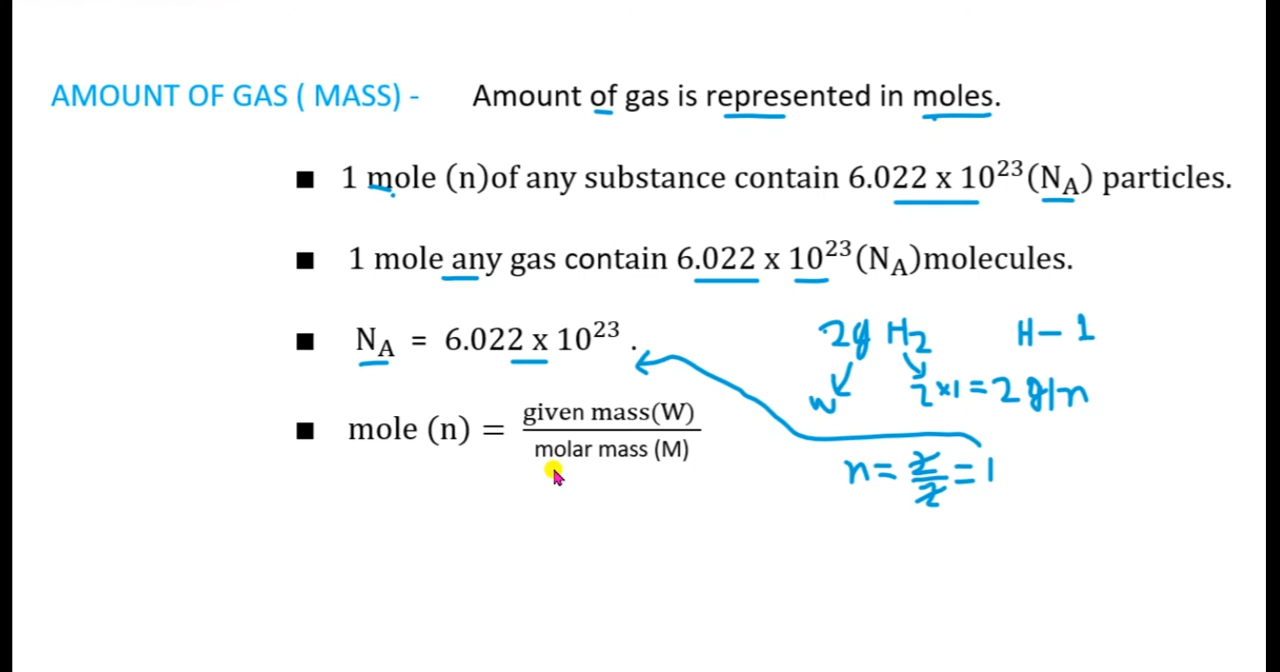 AMOUNT OF GAS ( MASS) - Amount of gas is represented in moles.
■ 1 mole (n)of any substance contain 6.022 x 10²³ (N_A) particles.
■ 1 mole any gas contain 6.022 x 10²³ (N_A)molecules.
■ N_A = 6.022 x 10²³ .
2g H₂ H - 1
W 2×1 = 2 g/n
■ mole (n) = given mass(W) / molar mass (M)
n = 2/2 = 1